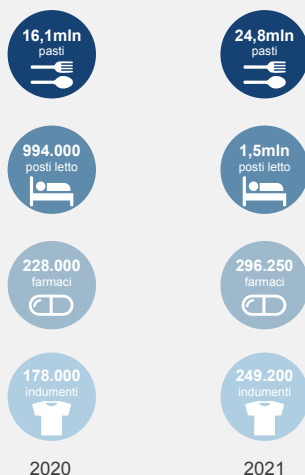 16,1mln
pasti
24,8mln
pasti
994.000
posti letto
1,5mln
posti letto
228.000
farmaci
296.250
farmaci
178.000
indumenti
249.200
indumenti
2020
2021